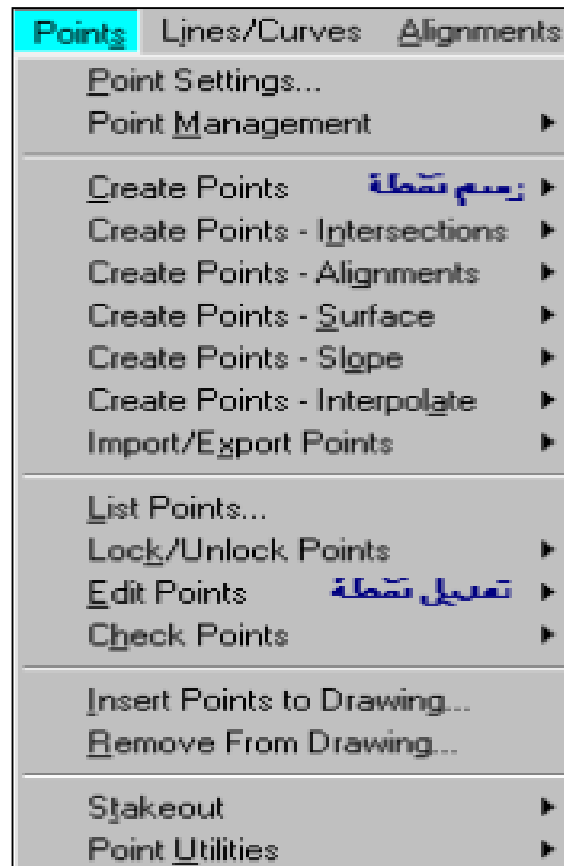 Points Lines/Curves Alignments
Point Settings...
Point Management
Create Points رسم نقطة
Create Points - Intersections
Create Points - Alignments
Create Points - Surface
Create Points - Slope
Create Points - Interpolate
Import/Export Points
List Points...
Lock/Unlock Points
Edit Points تعديل نقطة
Check Points
Insert Points to Drawing...
Remove From Drawing...
Stakeout
Point Utilities